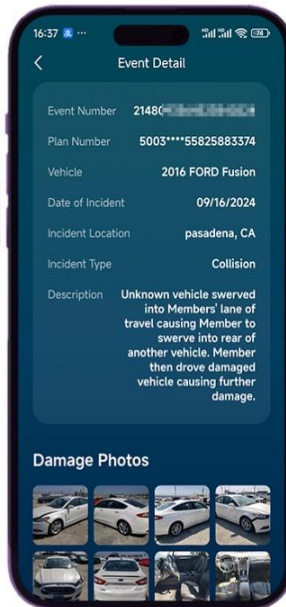 16:37
Event Detail
Event Number 2148
Plan Number 5003****55825883374
Vehicle 2016 FORD Fusion
Date of Incident 09/16/2024
Incident Location pasadena, CA
Incident Type Collision
Description Unknown vehicle swerved
into Members' lane of
travel causing Member to
swerve into rear of
another vehicle. Member
then drove damaged
vehicle causing further
damage.
Damage Photos